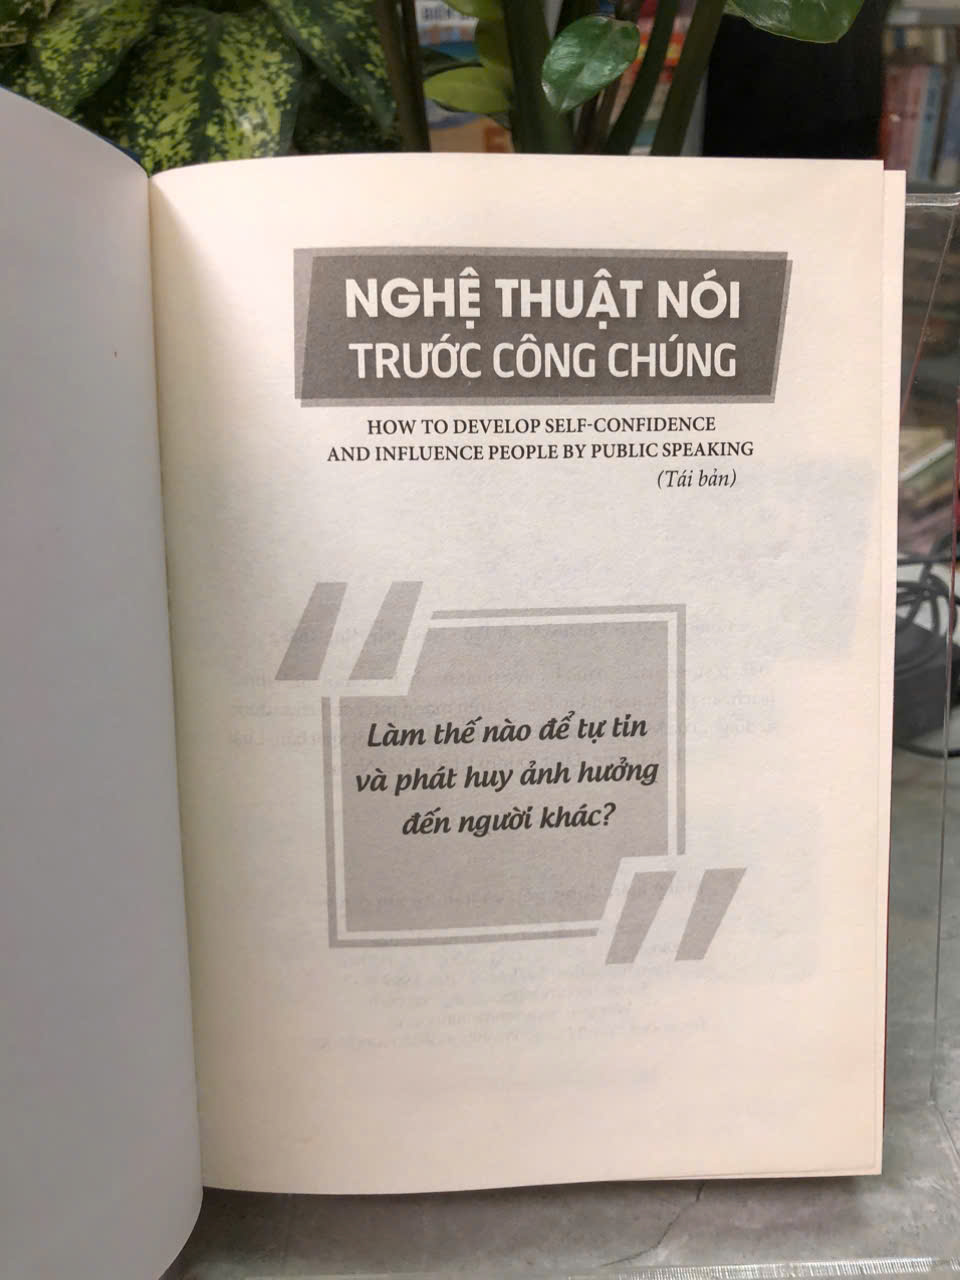 NGHỆ THUẬT NÓI
TRƯỚC CÔNG CHÚNG
HOW TO DEVELOP SELF-CONFIDENCE
AND INFLUENCE PEOPLE BY PUBLIC SPEAKING
(Tái bản)
Làm thế nào để tự tin
và phát huy ảnh hưởng
đến người khác?